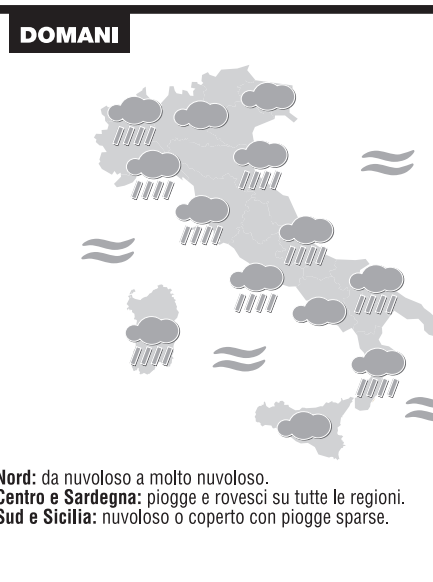 DOMANI
Nord: da nuvoloso a molto nuvoloso.
Centro e Sardegna: piogge e rovesci su tutte le regioni.
Sud e Sicilia: nuvoloso o coperto con piogge sparse.